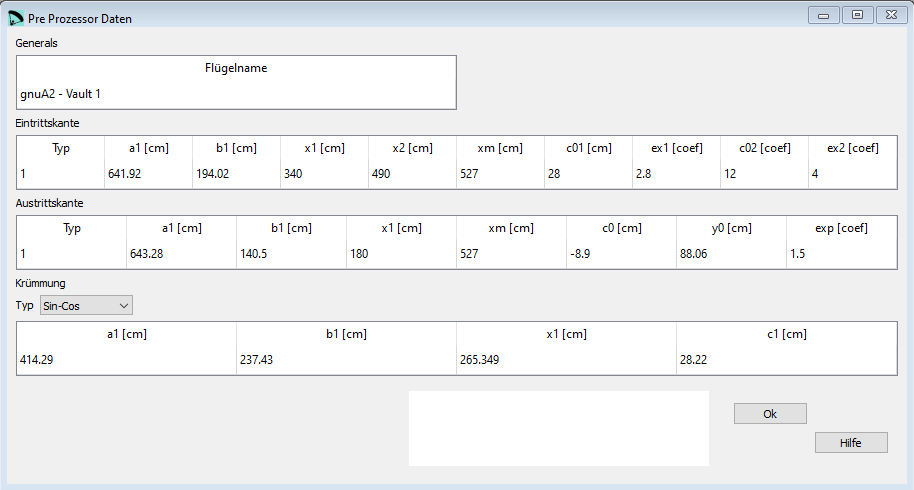 Pre Prozessor Daten
Generals
Flügelname
gnuA2 - Vault 1
Eintrittskante
Typ a1 [cm] b1 [cm] x1 [cm] x2 [cm] xm [cm] c01 [cm] ex1 [coef] c02 [coef] ex2 [coef]
1 641.92 194.02 340 490 527 28 2.8 12 4
Austrittskante
Typ a1 [cm] b1 [cm] x1 [cm] xm [cm] c0 [cm] y0 [cm] exp [coef]
1 643.28 140.5 180 527 -8.9 88.06 1.5
Krümmung
Typ Sin-Cos
a1 [cm] b1 [cm] x1 [cm] c1 [cm]
414.29 237.43 265.349 28.22
Ok
Hilfe